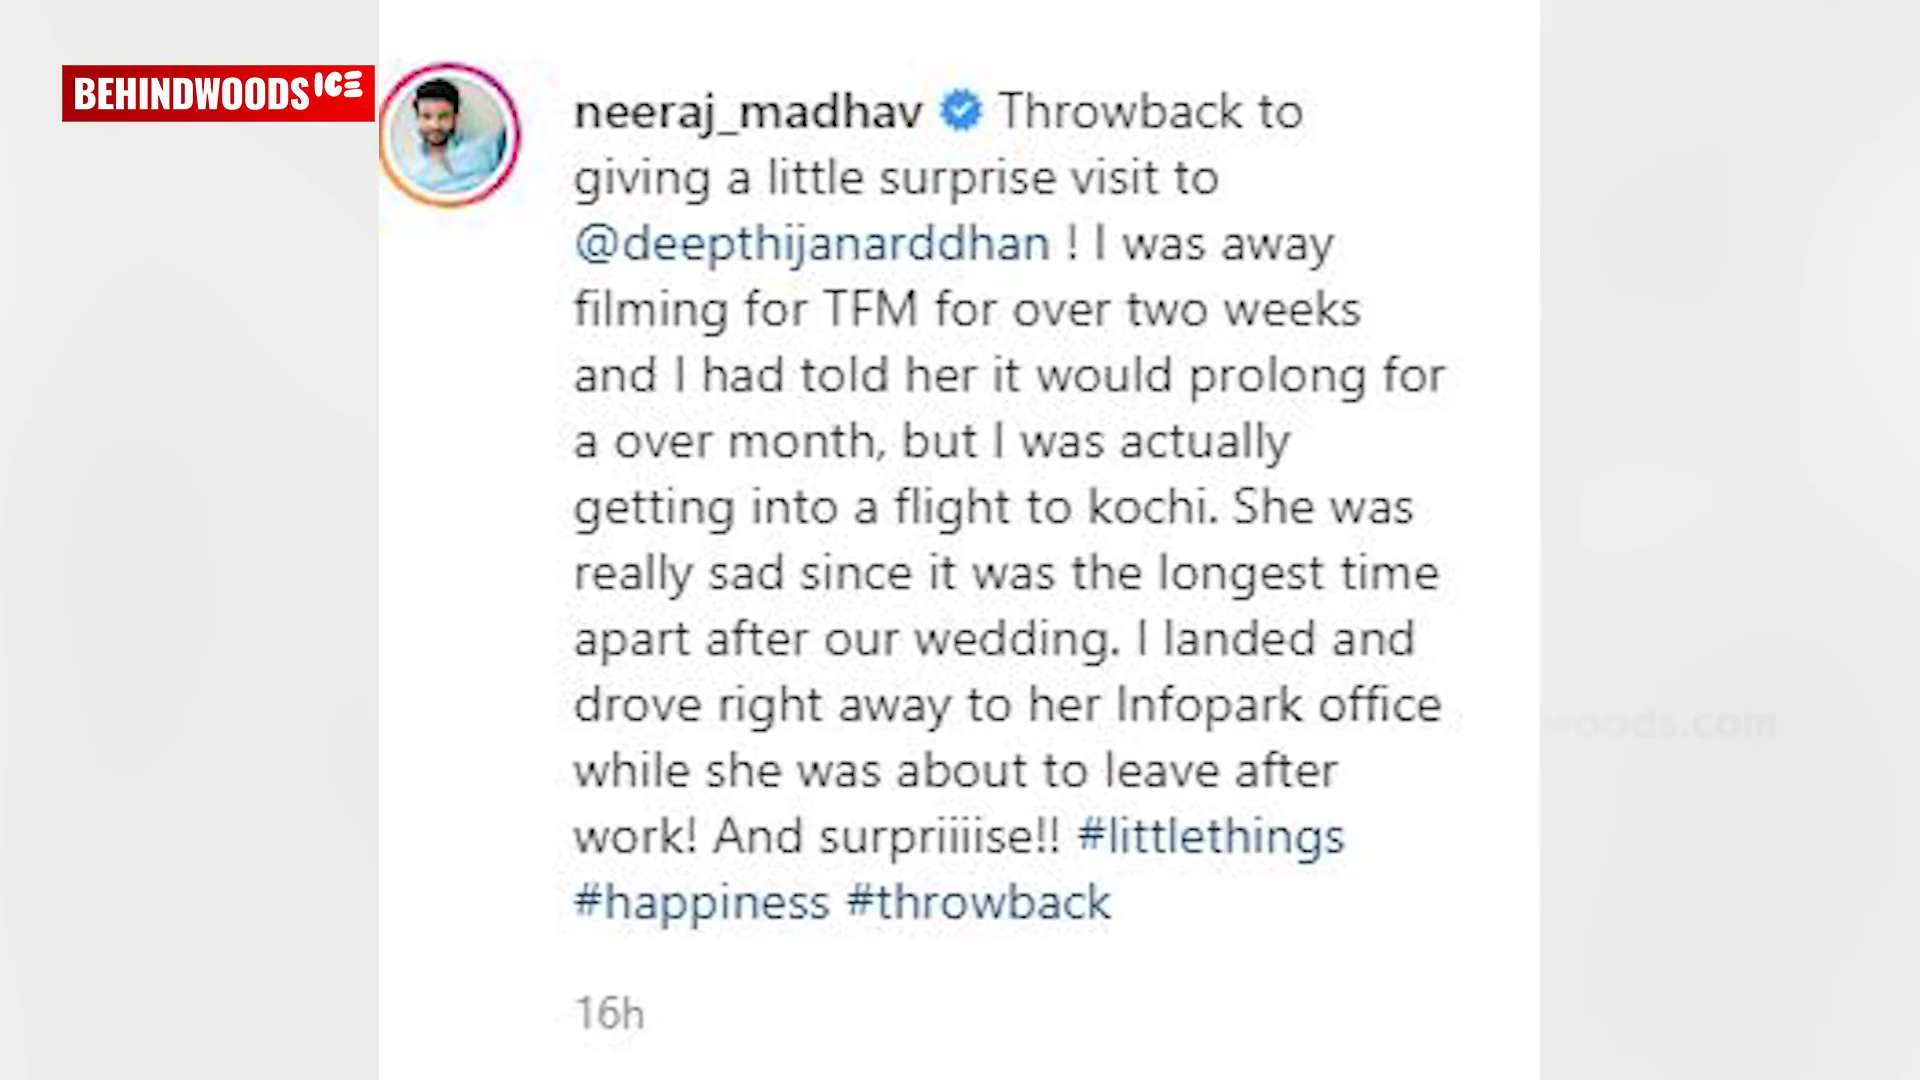 BEHINDWOODS ICE
neeraj_madhav Throwback to
giving a little surprise visit to
@deepthijanarddhan ! I was away
filming for TFM for over two weeks
and I had told her it would prolong for
a over month, but I was actually
getting into a flight to kochi. She was
really sad since it was the longest time
apart after our wedding. I landed and
drove right away to her Infopark office
woods.com
while she was about to leave after
work! And surpriiiiise!! #littlethings
#happiness #throwback
16h